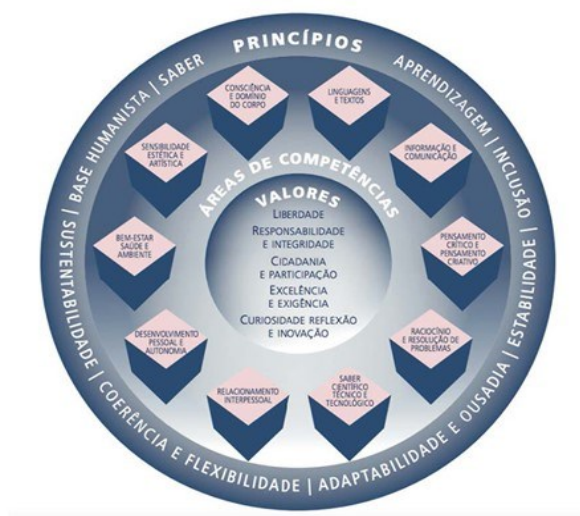 PRINCÍPIOS
BASE HUMANISTA | SABER
APRENDIZAGEM | INCLUSÃO
| ESTABILIDADE |
ADAPTABILIDADE E OUSADIA
| COERÊNCIA E FLEXIBILIDADE |
| SUSTENTABILIDADE
ÁREAS DE COMPETÊNCIAS
CONSCIÊNCIA
E DOMÍNIO
DO CORPO
LINGUAGENS
E TEXTOS
INFORMAÇÃO E
COMUNICAÇÃO
PENSAMENTO
CRÍTICO E
PENSAMENTO
CRIATIVO
RACIOCÍNIO
E RESOLUÇÃO DE
PROBLEMAS
SABER
CIENTÍFICO
TÉCNICO E
TECNOLÓGICO
RELACIONAMENTO
INTERPESSOAL
DESENVOLVIMENTO
PESSOAL E
AUTONOMIA
BEM-ESTAR
SAÚDE E
AMBIENTE
SENSIBILIDADE
ESTÉTICA E
ARTÍSTICA
VALORES
LIBERDADE
RESPONSABILIDADE
E INTEGRIDADE
CIDADANIA
E PARTICIPAÇÃO
EXCELÊNCIA
E EXIGÊNCIA
CURIOSIDADE REFLEXÃO
E INOVAÇÃO